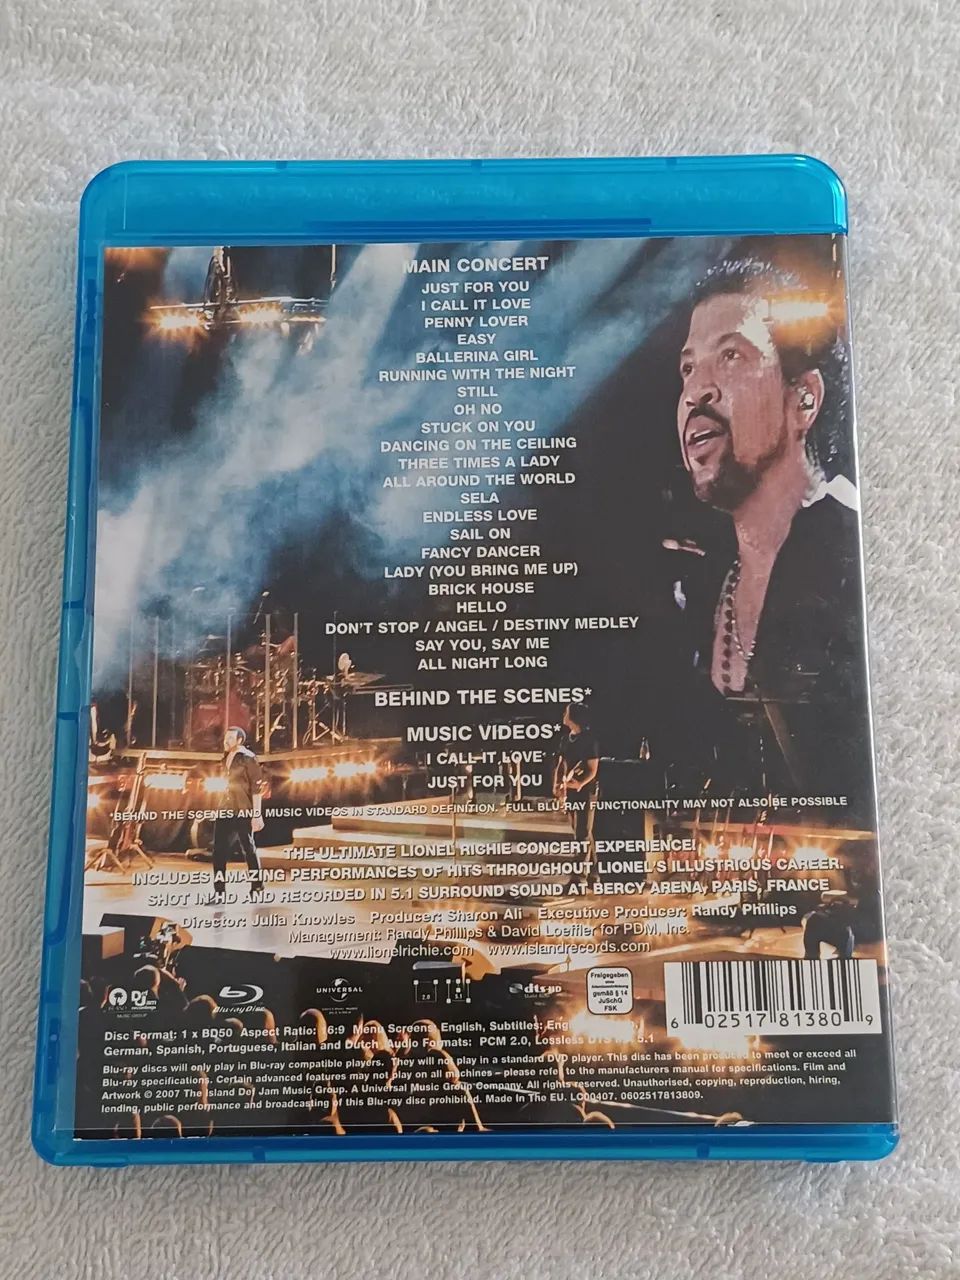 MAIN CONCERT
JUST FOR YOU
I CALL IT LOVE
PENNY LOVER
EASY
BALLERINA GIRL
RUNNING WITH THE NIGHT
STILL
OH NO
STUCK ON YOU
DANCING ON THE CEILING
THREE TIMES A LADY
ALL AROUND THE WORLD
SELA
ENDLESS LOVE
SAIL ON
FANCY DANCER
LADY (YOU BRING ME UP)
BRICK HOUSE
HELLO
DON'T STOP / ANGEL / DESTINY MEDLEY
SAY YOU, SAY ME
ALL NIGHT LONG
BEHIND THE SCENES*
MUSIC VIDEOS*
I CALL IT LOVE
JUST FOR YOU
*BEHIND THE SCENES AND MUSIC VIDEOS IN STANDARD DEFINITION. *FULL BLU-RAY FUNCTIONALITY MAY NOT ALSO BE POSSIBLE
THE ULTIMATE LIONEL RICHIE CONCERT EXPERIENCE!
INCLUDES AMAZING PERFORMANCES OF HITS THROUGHOUT LIONEL'S ILLUSTRIOUS CAREER.
SHOT IN HD AND RECORDED IN 5.1 SURROUND SOUND AT BERCY ARENA, PARIS, FRANCE
Director: Julia Knowles Producer: Sharon Ali Executive Producer: Randy Phillips
Management: Randy Phillips & David Loeffler for PDM, Inc.
www.lionelrichie.com www.islandrecords.com
Def Jam recordings
Blu-ray Disc
UNIVERSAL
2.0 5.1
dts-HD
Freigegeben
gemäß § 14
JuSchG
FSK
6 02517 81380 9
Disc Format: 1 x BD50 Aspect Ratio: 16:9 Menu Screens: English, Subtitles:
German, Spanish, Portuguese, Italian and Dutch, Audio Formats: PCM 2.0, Lossless 5.1
Blu-ray discs will only play in Blu-ray compatible players. They will not play in a standard DVD player. This disc has been produced to meet or exceed all
Blu-ray specifications. Certain advanced features may not play on all machines – please refer to the manufacturers manual for specifications. Film and
Artwork © 2007 The Island Def Jam Music Group. A Universal Music Group Company. All rights reserved. Unauthorised, copying, reproduction, hiring,
lending, public performance and broadcasting of this Blu-ray disc prohibited. Made In The EU. LC00407. 0602517813809.